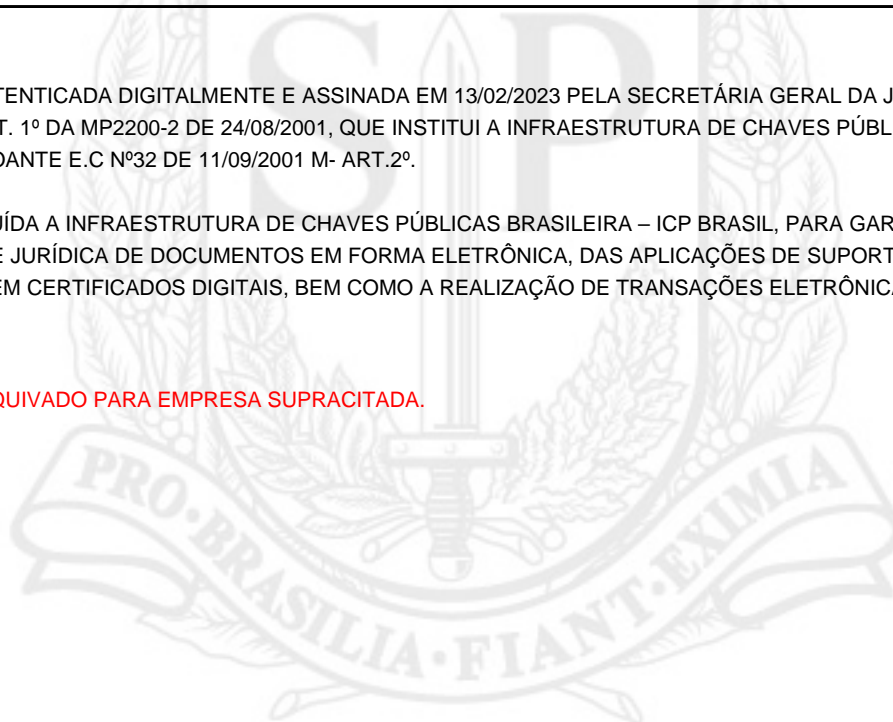 SP
TENTICADA DIGITALMENTE E ASSINADA EM 13/02/2023 PELA SECRETÁRIA GERAL DA J
T. 1º DA MP2200-2 DE 24/08/2001, QUE INSTITUI A INFRAESTRUTURA DE CHAVES PÚBL
DANTE E.C Nº32 DE 11/09/2001 M- ART.2º.
UÍDA A INFRAESTRUTURA DE CHAVES PÚBLICAS BRASILEIRA – ICP BRASIL, PARA GAR
E JURÍDICA DE DOCUMENTOS EM FORMA ELETRÔNICA, DAS APLICAÇÕES DE SUPORT
EM CERTIFICADOS DIGITAIS, BEM COMO A REALIZAÇÃO DE TRANSAÇÕES ELETRÔNICA
QUIVADO PARA EMPRESA SUPRACITADA.
PRO·BRASILIA·FIANT·EXIMIA